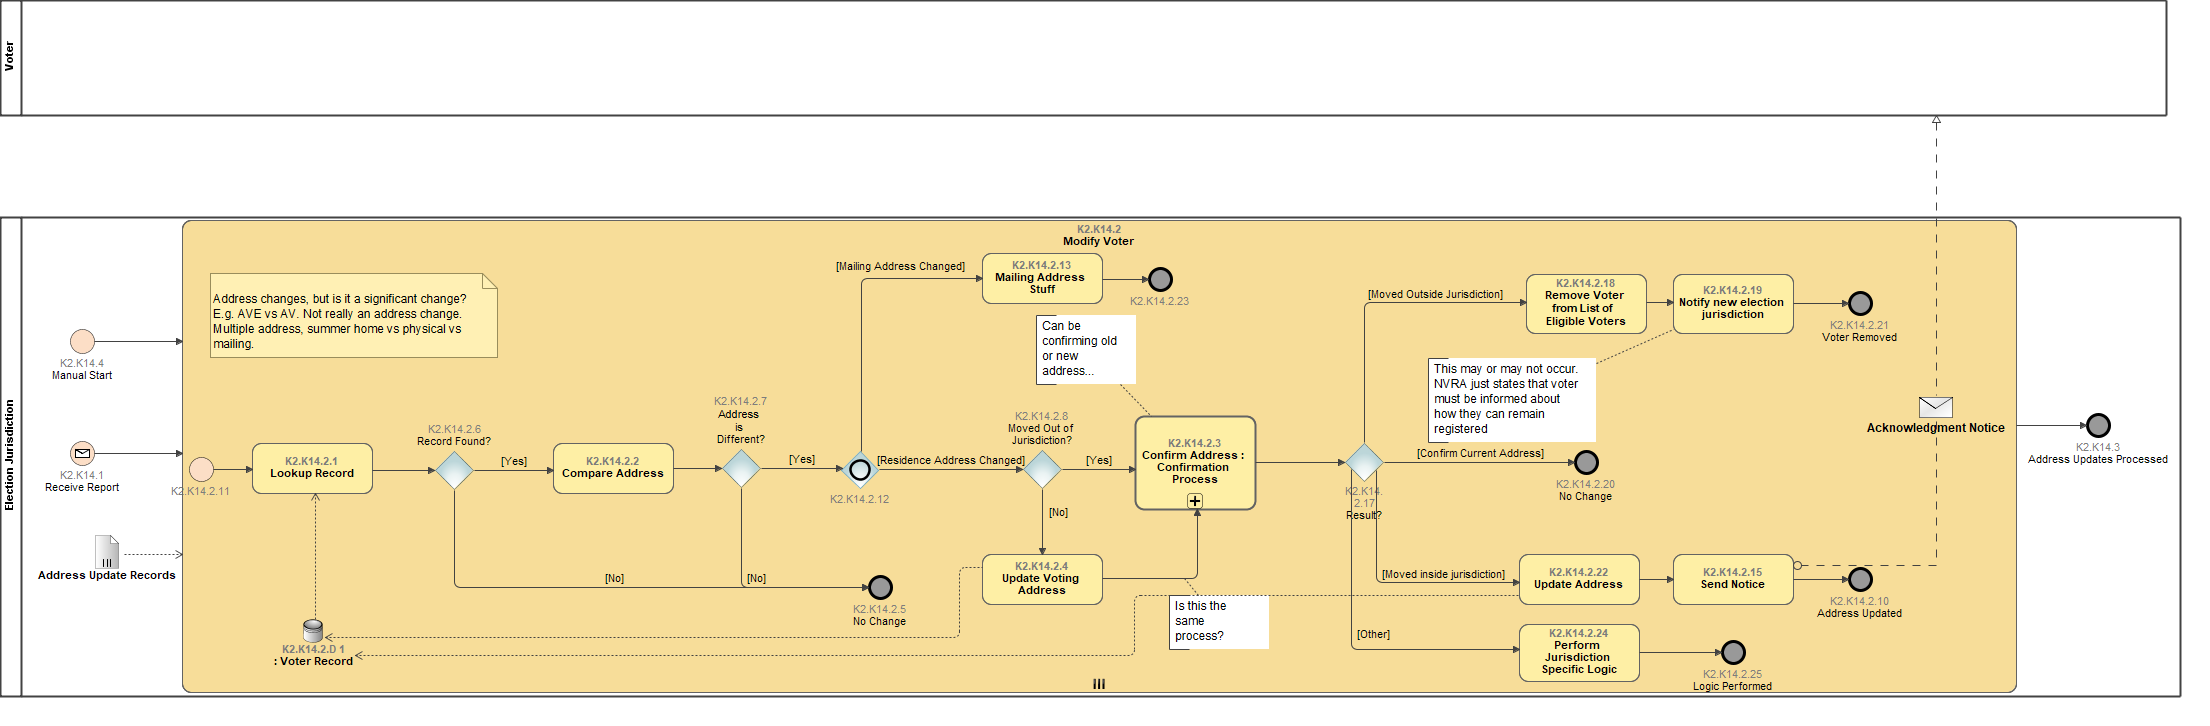 Voter
Election Jurisdiction
K2.K14.4
Manual Start
K2.K14.1
Receive Report
Address Update Records
K2.K14.2
Modify Voter
Address changes, but is it a significant change?
E.g. AVE vs AV. Not really an address change.
Multiple address, summer home vs physical vs
mailing.
K2.K14.2.11
K2.K14.2.1
Lookup Record
K2.K14.2.6
Record Found?
[Yes]
[No]
K2.K14.2.2
Compare Address
K2.K14.2.7
Address
is
Different?
[Yes]
[No]
K2.K14.2.5
No Change
K2.K14.2.D 1
: Voter Record
K2.K14.2.12
[Mailing Address Changed]
K2.K14.2.13
Mailing Address
Stuff
K2.K14.2.23
[Residence Address Changed]
K2.K14.2.8
Moved Out of
Jurisdiction?
[Yes]
[No]
Can be
confirming old
or new
address...
K2.K14.2.3
Confirm Address :
Confirmation
Process
K2.K14.2.4
Update Voting
Address
Is this the
same
process?
K2.K14.
2.17
Result?
[Moved Outside Jurisdiction]
K2.K14.2.18
Remove Voter
from List of
Eligible Voters
K2.K14.2.19
Notify new election
jurisdiction
K2.K14.2.21
Voter Removed
This may or may not occur.
NVRA just states that voter
must be informed about
how they can remain
registered
[Confirm Current Address]
K2.K14.2.20
No Change
[Moved inside jurisdiction]
K2.K14.2.22
Update Address
K2.K14.2.15
Send Notice
K2.K14.2.10
Address Updated
[Other]
K2.K14.2.24
Perform
Jurisdiction
Specific Logic
K2.K14.2.25
Logic Performed
Acknowledgment Notice
K2.K14.3
Address Updates Processed